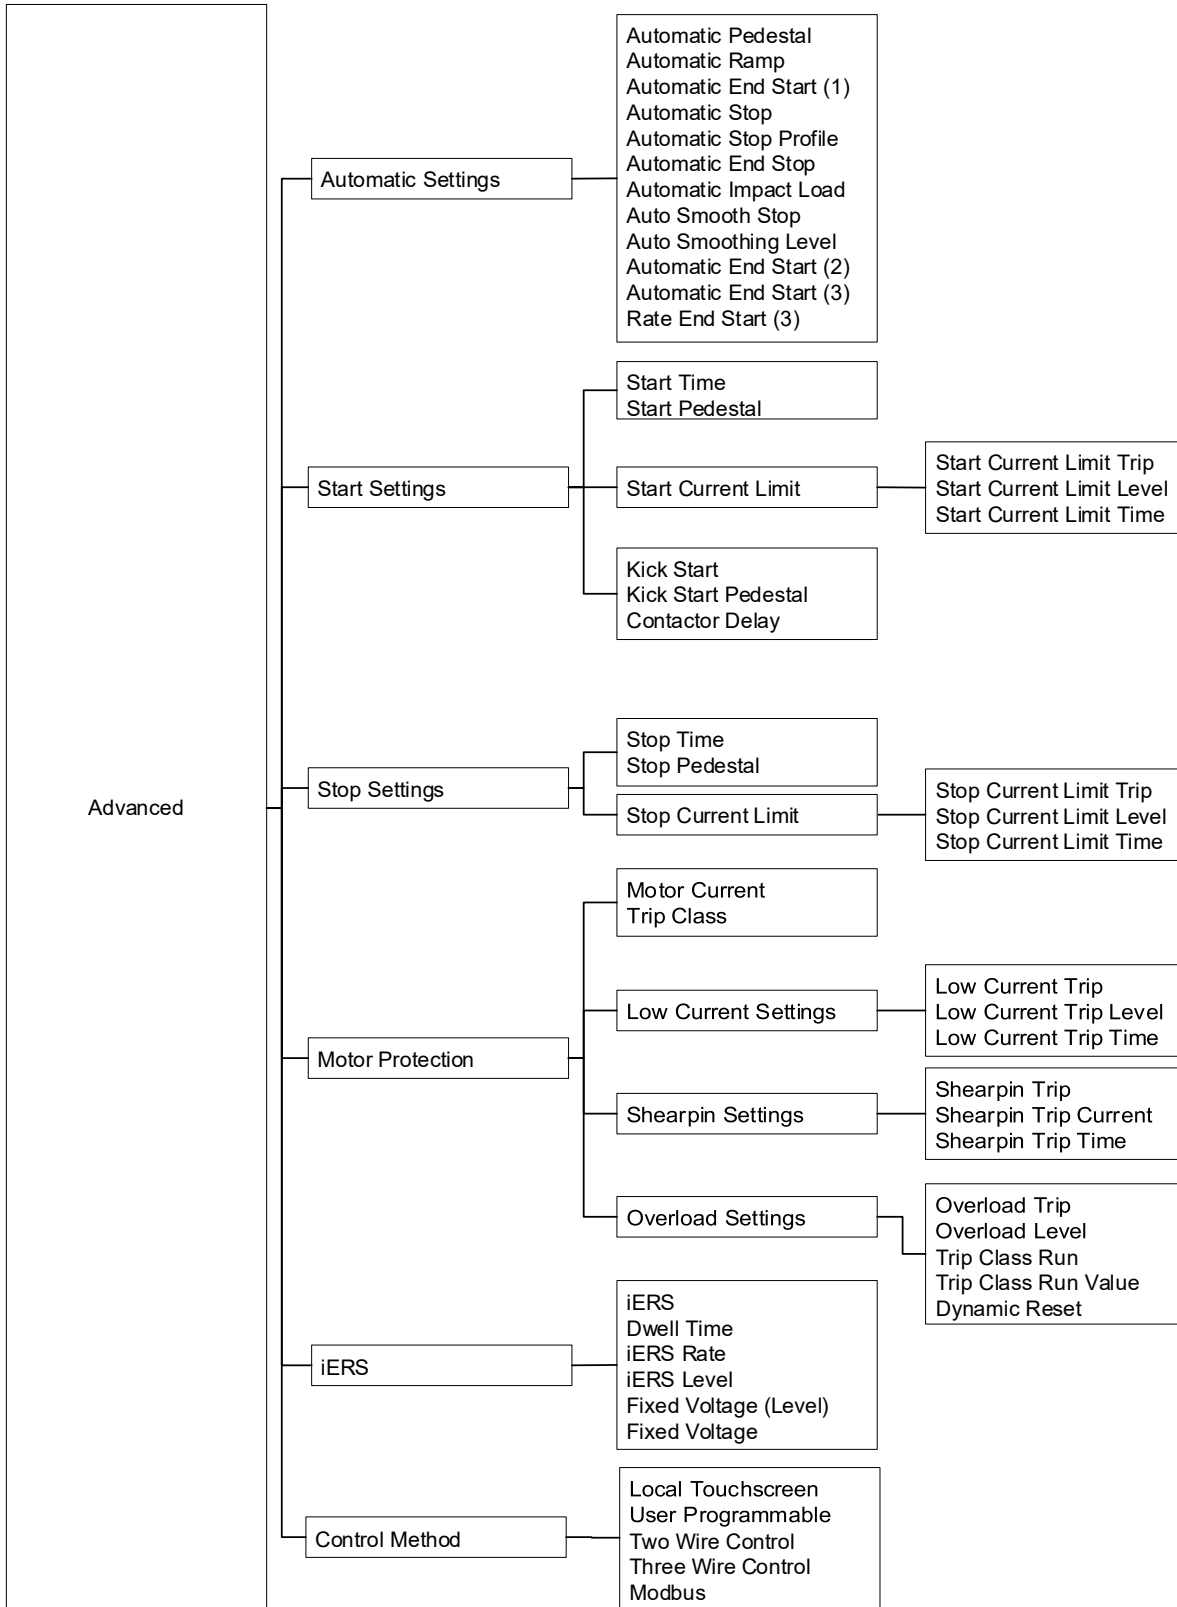 Advanced
Automatic Settings
Automatic Pedestal
Automatic Ramp
Automatic End Start (1)
Automatic Stop
Automatic Stop Profile
Automatic End Stop
Automatic Impact Load
Auto Smooth Stop
Auto Smoothing Level
Automatic End Start (2)
Automatic End Start (3)
Rate End Start (3)
Start Settings
Start Time
Start Pedestal
Start Current Limit
Start Current Limit Trip
Start Current Limit Level
Start Current Limit Time
Kick Start
Kick Start Pedestal
Contactor Delay
Stop Settings
Stop Time
Stop Pedestal
Stop Current Limit
Stop Current Limit Trip
Stop Current Limit Level
Stop Current Limit Time
Motor Protection
Motor Current
Trip Class
Low Current Settings
Low Current Trip
Low Current Trip Level
Low Current Trip Time
Shearpin Settings
Shearpin Trip
Shearpin Trip Current
Shearpin Trip Time
Overload Settings
Overload Trip
Overload Level
Trip Class Run
Trip Class Run Value
Dynamic Reset
iERS
iERS
Dwell Time
iERS Rate
iERS Level
Fixed Voltage (Level)
Fixed Voltage
Control Method
Local Touchscreen
User Programmable
Two Wire Control
Three Wire Control
Modbus